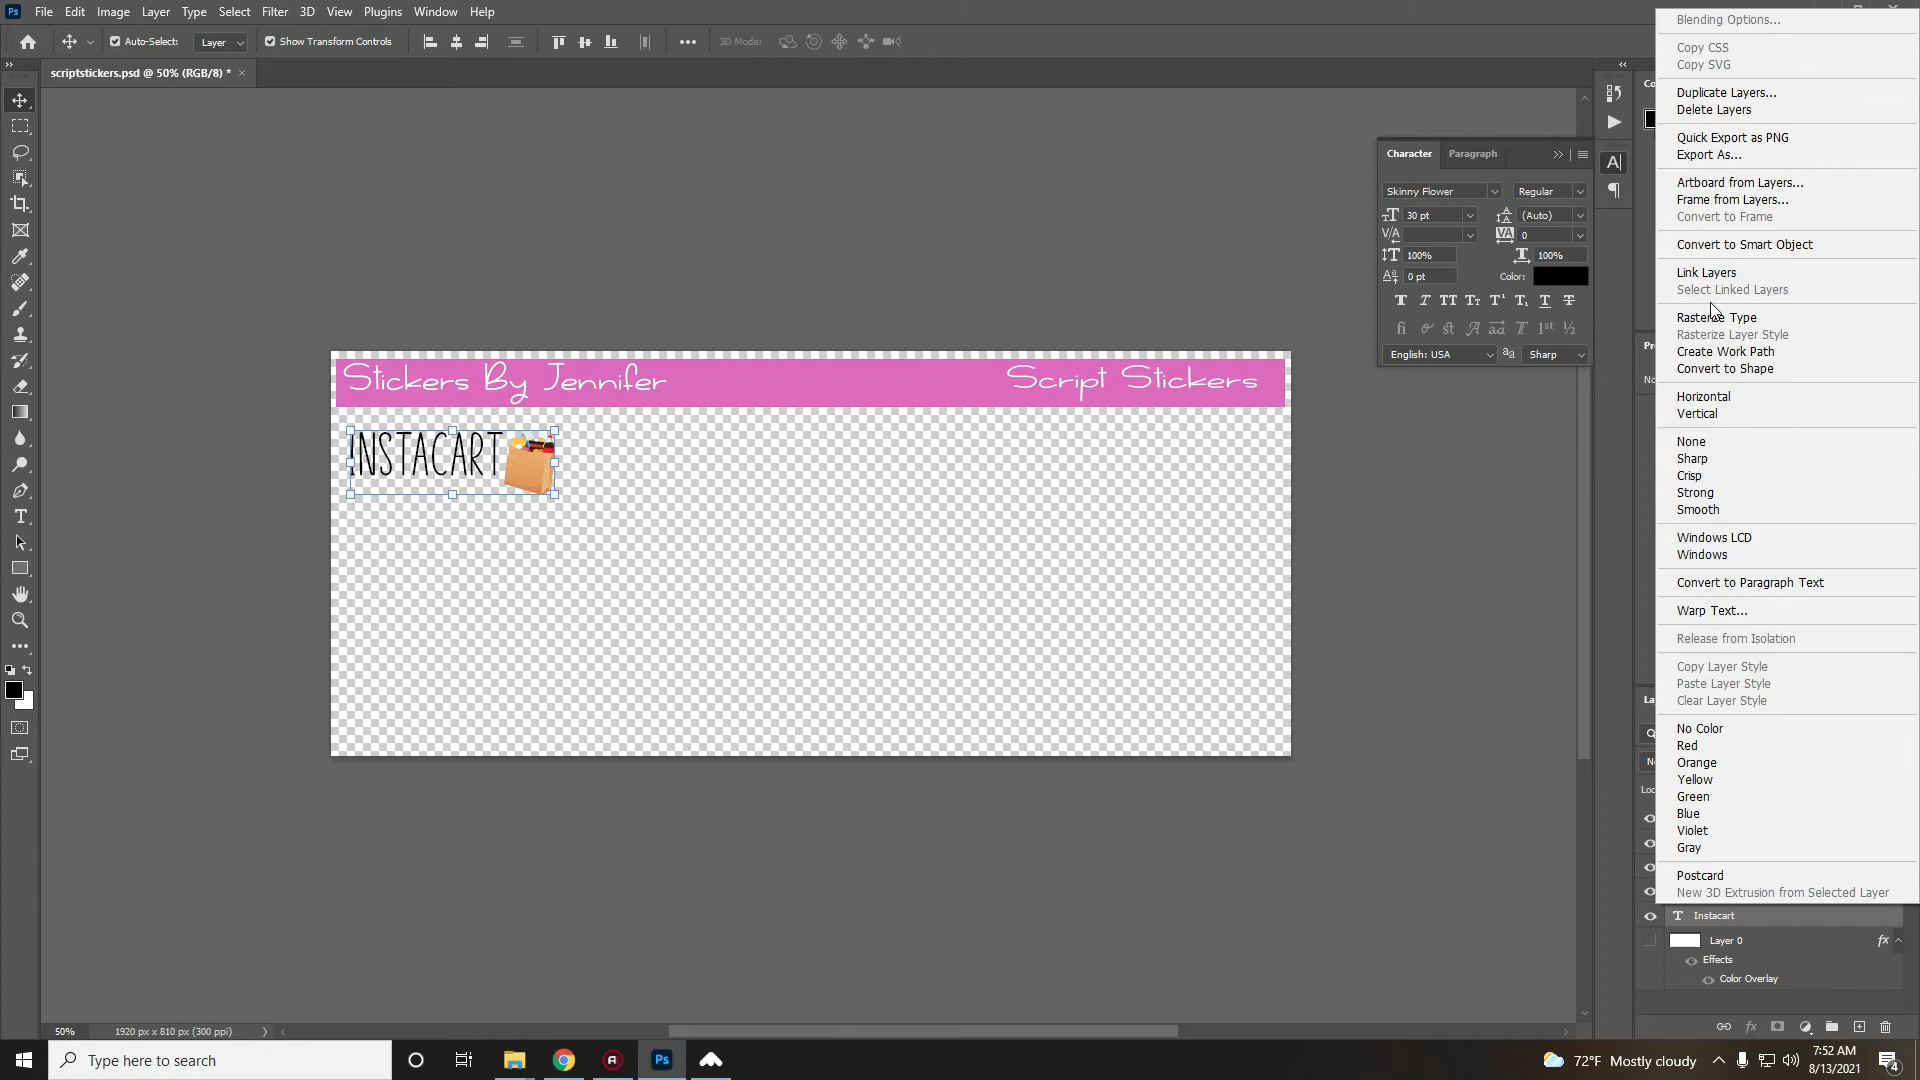 Ps File Edit Image Layer Type Select Filter 3D View Plugins Window Help
Auto-Select: Layer Show Transform Controls 3D Mode:
scriptstickers.psd @ 50% (RGB/8) *
Character Paragraph
Skinny Flower Regular
30 pt (Auto)
0
100% 100%
0 pt Color:
English: USA Sharp
Stickers By Jennifer Script Stickers
INSTACART
Blending Options...
Copy CSS
Copy SVG
Duplicate Layers...
Delete Layers
Quick Export as PNG
Export As...
Artboard from Layers...
Frame from Layers...
Convert to Frame
Convert to Smart Object
Link Layers
Select Linked Layers
Rasterize Type
Rasterize Layer Style
Create Work Path
Convert to Shape
Horizontal
Vertical
None
Sharp
Crisp
Strong
Smooth
Windows LCD
Windows
Convert to Paragraph Text
Warp Text...
Release from Isolation
Copy Layer Style
Paste Layer Style
Clear Layer Style
No Color
Red
Orange
Yellow
Green
Blue
Violet
Gray
Postcard
New 3D Extrusion from Selected Layer
Instacart
Layer 0 fx
Effects
Color Overlay
50% 1920 px x 810 px (300 ppi)
Type here to search
Ps
72°F Mostly cloudy
7:52 AM
8/13/2021
4